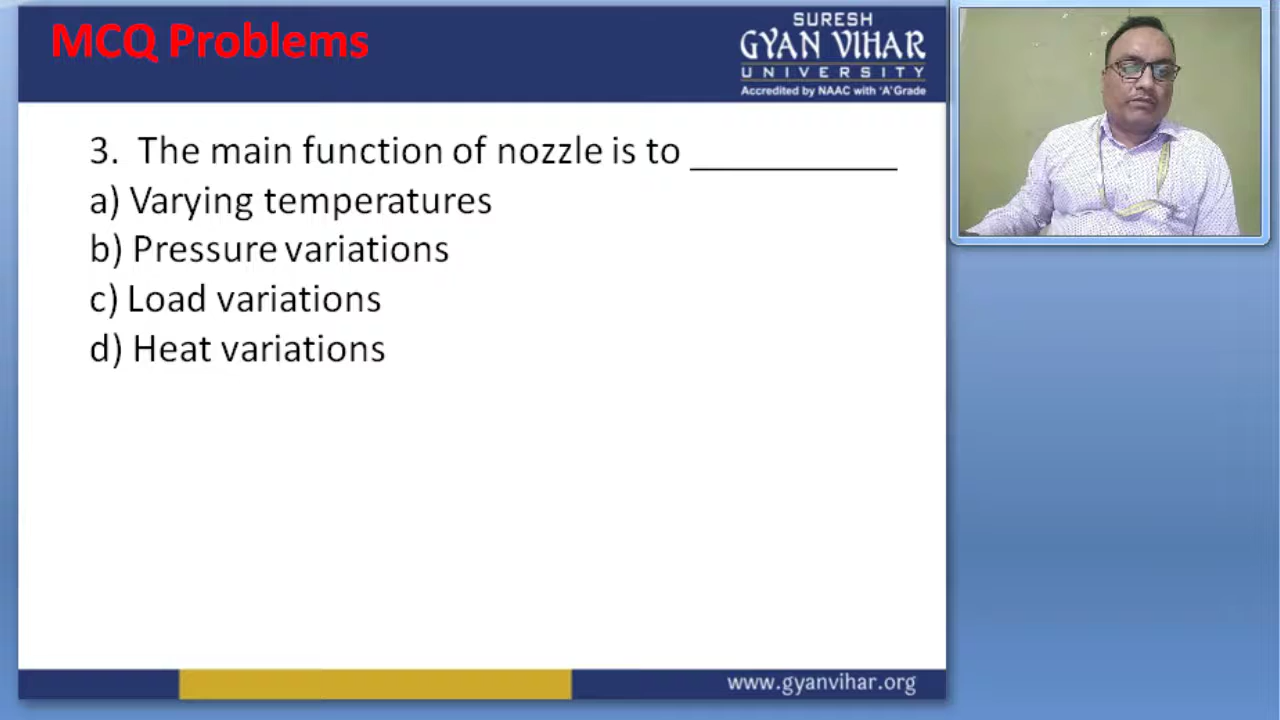 MCQ Problems
SURESH
GYAN VIHAR
UNIVERSITY
Accredited by NAAC with 'A' Grade
3. The main function of nozzle is to ___________
a) Varying temperatures
b) Pressure variations
c) Load variations
d) Heat variations
www.gyanvihar.org